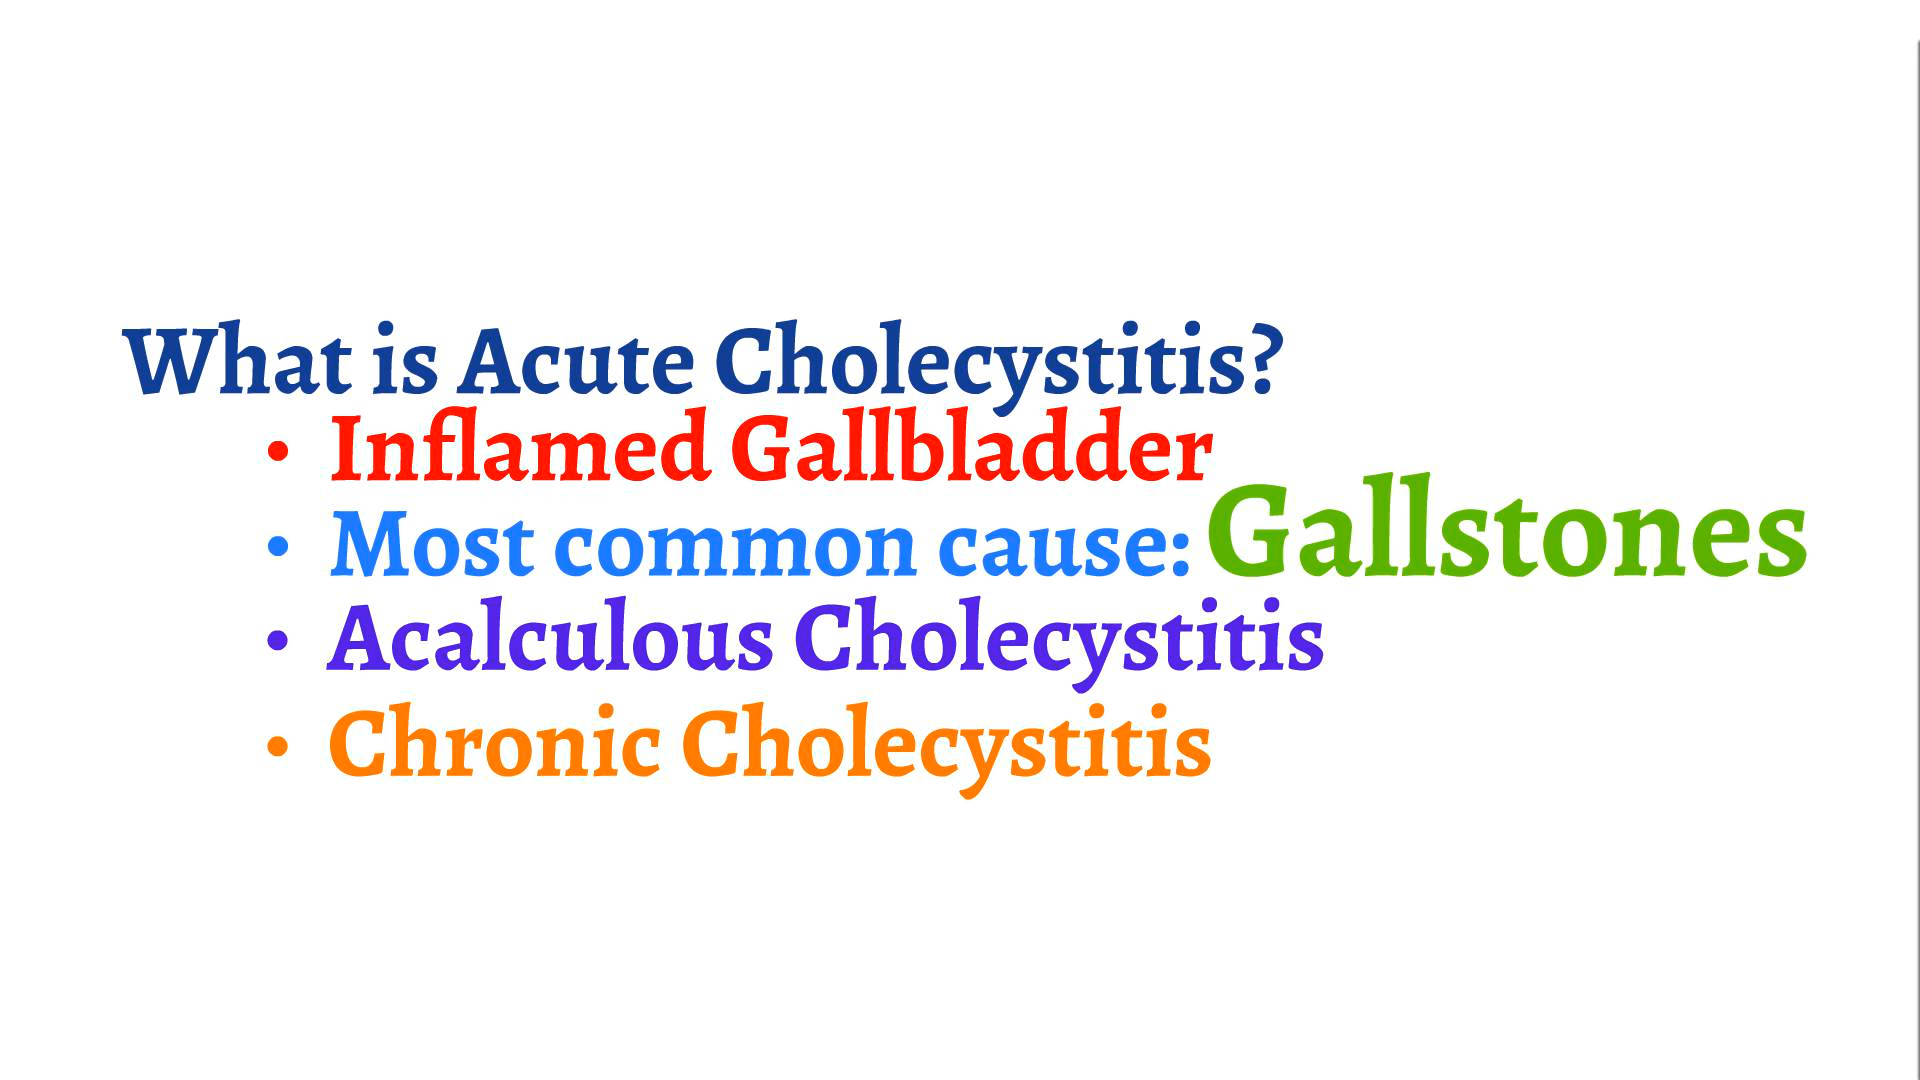 What is Acute Cholecystitis?
• Inflamed Gallbladder
• Most common cause: Gallstones
• Acalculous Cholecystitis
• Chronic Cholecystitis